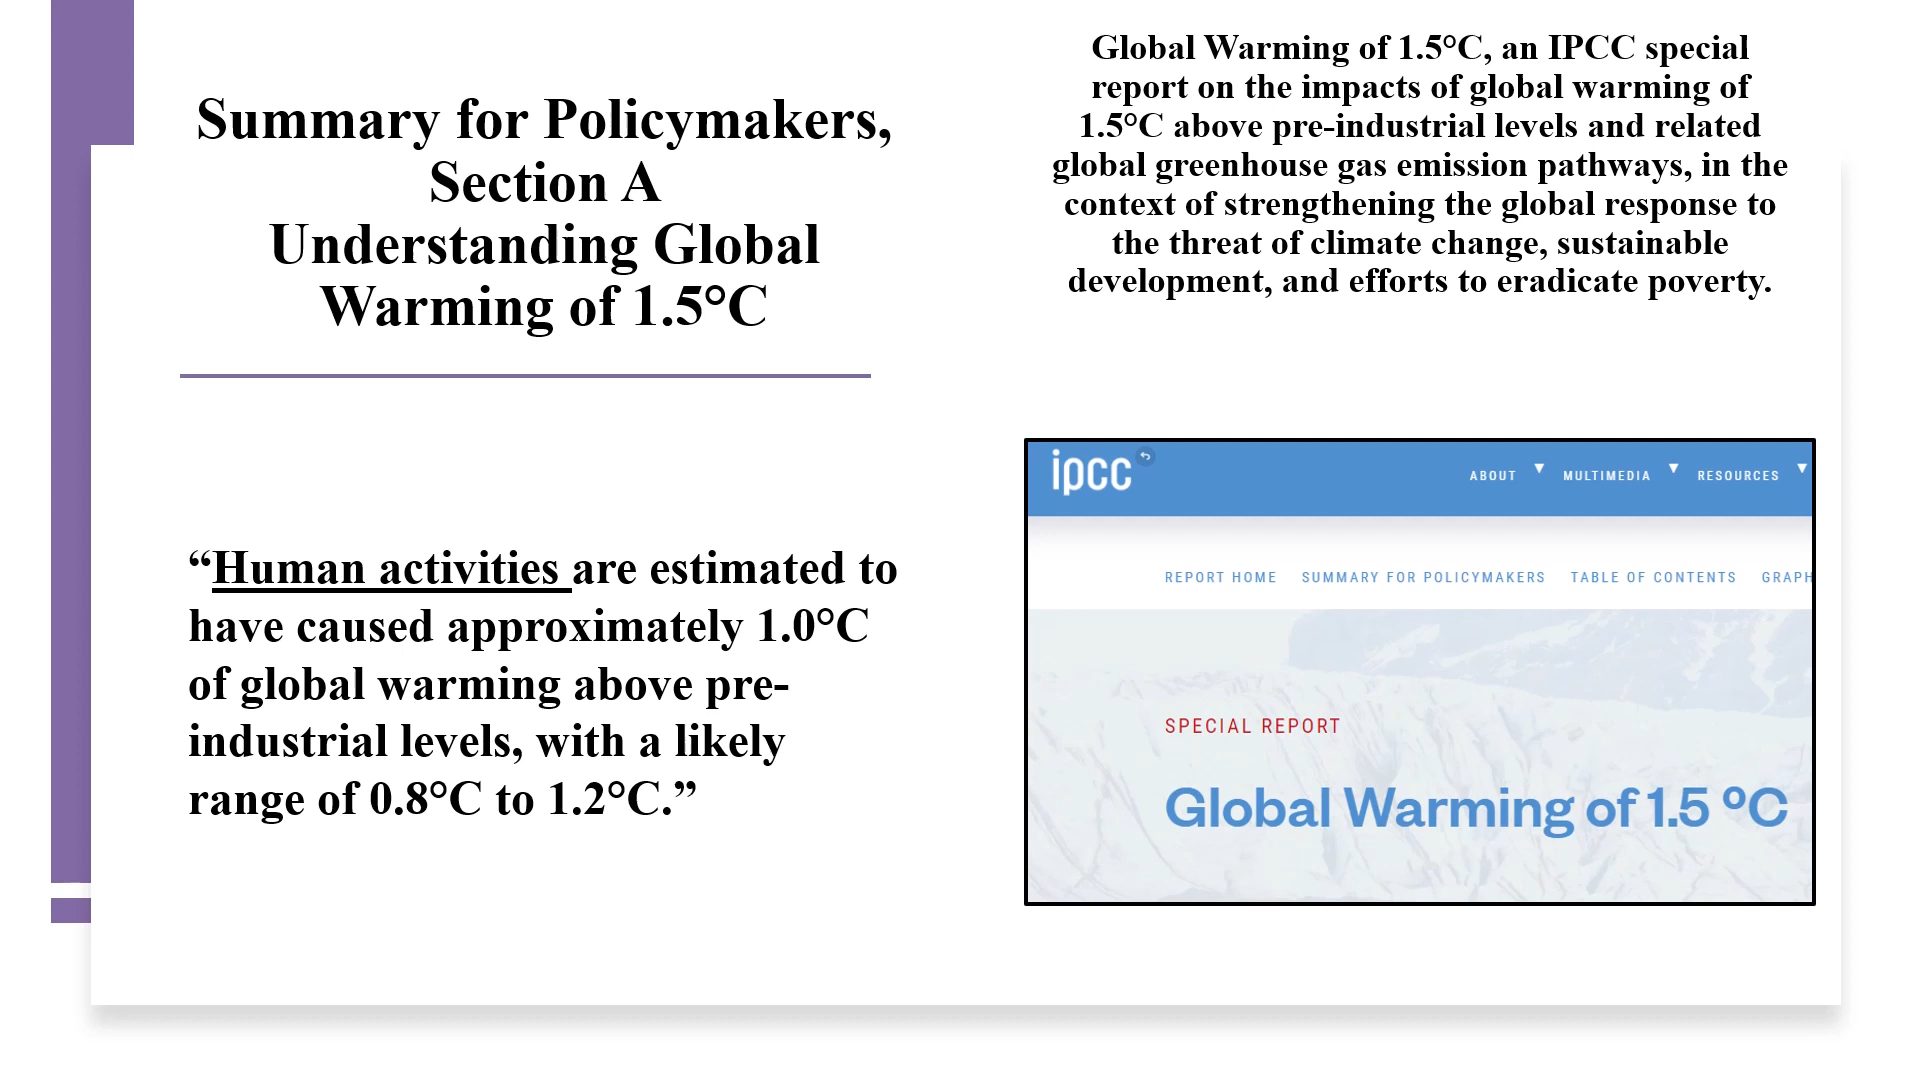 Summary for Policymakers,
Section A
Understanding Global
Warming of 1.5°C
“Human activities are estimated to
have caused approximately 1.0°C
of global warming above pre-
industrial levels, with a likely
range of 0.8°C to 1.2°C.”
Global Warming of 1.5°C, an IPCC special
report on the impacts of global warming of
1.5°C above pre-industrial levels and related
global greenhouse gas emission pathways, in the
context of strengthening the global response to
the threat of climate change, sustainable
development, and efforts to eradicate poverty.
ipcc
ABOUT MULTIMEDIA RESOURCES
REPORT HOME SUMMARY FOR POLICYMAKERS TABLE OF CONTENTS GRAPH
SPECIAL REPORT
Global Warming of 1.5 ºC